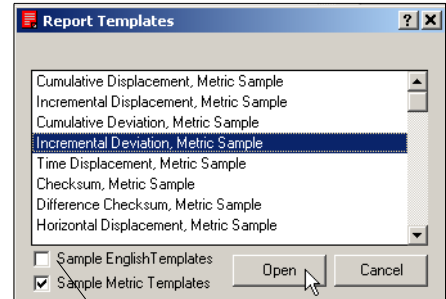 Report Templates
Cumulative Displacement, Metric Sample
Incremental Displacement, Metric Sample
Cumulative Deviation, Metric Sample
Incremental Deviation, Metric Sample
Time Displacement, Metric Sample
Checksum, Metric Sample
Difference Checksum, Metric Sample
Horizontal Displacement, Metric Sample
Sample EnglishTemplates
Sample Metric Templates
Open
Cancel